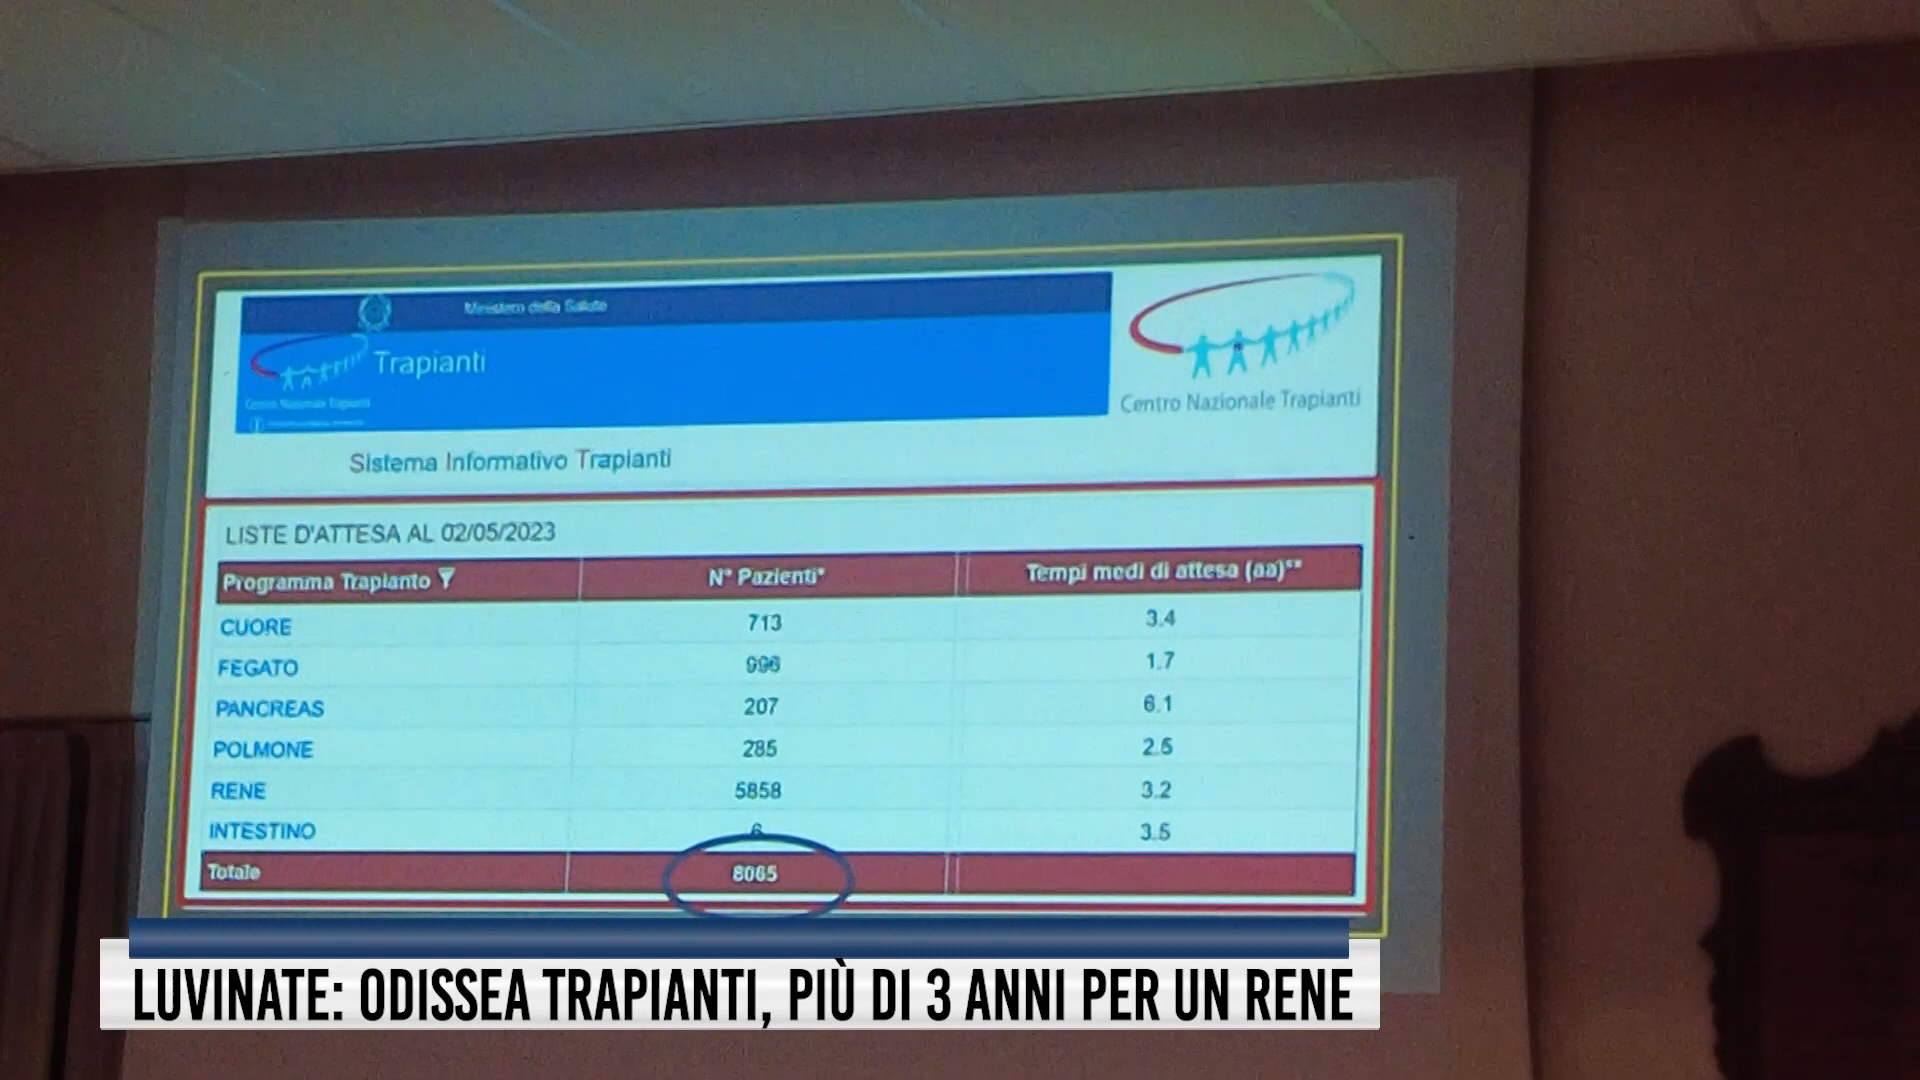 Ministero della Salute
Trapianti
Centro Nazionale Trapianti
Centro Nazionale Trapianti
Sistema Informativo Trapianti
LISTE D'ATTESA AL 02/05/2023
Programma Trapianto N° Pazienti* Tempi medi di attesa (aa)**
CUORE 713 3.4
FEGATO 996 1.7
PANCREAS 207 6.1
POLMONE 285 2.5
RENE 5858 3.2
INTESTINO 6 3.5
Totale 8065
LUVINATE: ODISSEA TRAPIANTI, PIÙ DI 3 ANNI PER UN RENE